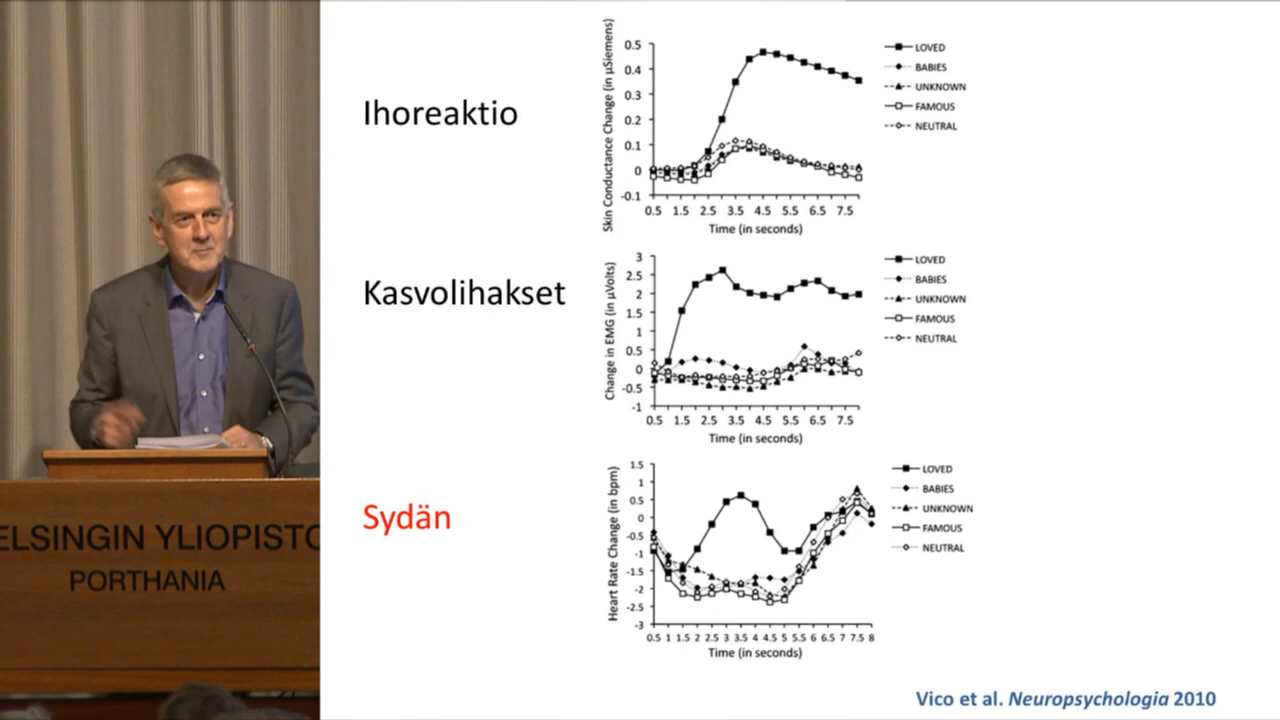 ELSINGIN YLIOPISTO
PORTHANIA
Ihoreaktio
Skin Conductance Change (in µSiemens)
0.5
0.4
0.3
0.2
0.1
0
-0.1
0.5 1.5 2.5 3.5 4.5 5.5 6.5 7.5
Time (in seconds)
LOVED
BABIES
UNKNOWN
FAMOUS
NEUTRAL
Kasvolihakset
Change in EMG (in µVolts)
3
2.5
2
1.5
1
0.5
0
-0.5
-1
0.5 1.5 2.5 3.5 4.5 5.5 6.5 7.5
Time (in seconds)
LOVED
BABIES
UNKNOWN
FAMOUS
NEUTRAL
Sydän
Heart Rate Change (in bpm)
1.5
1
0.5
0
-0.5
-1
-1.5
-2
-2.5
-3
0.5 1 1.5 2 2.5 3 3.5 4 4.5 5 5.5 6 6.5 7 7.5 8
Time (in seconds)
LOVED
BABIES
UNKNOWN
FAMOUS
NEUTRAL
Vico et al. Neuropsychologia 2010